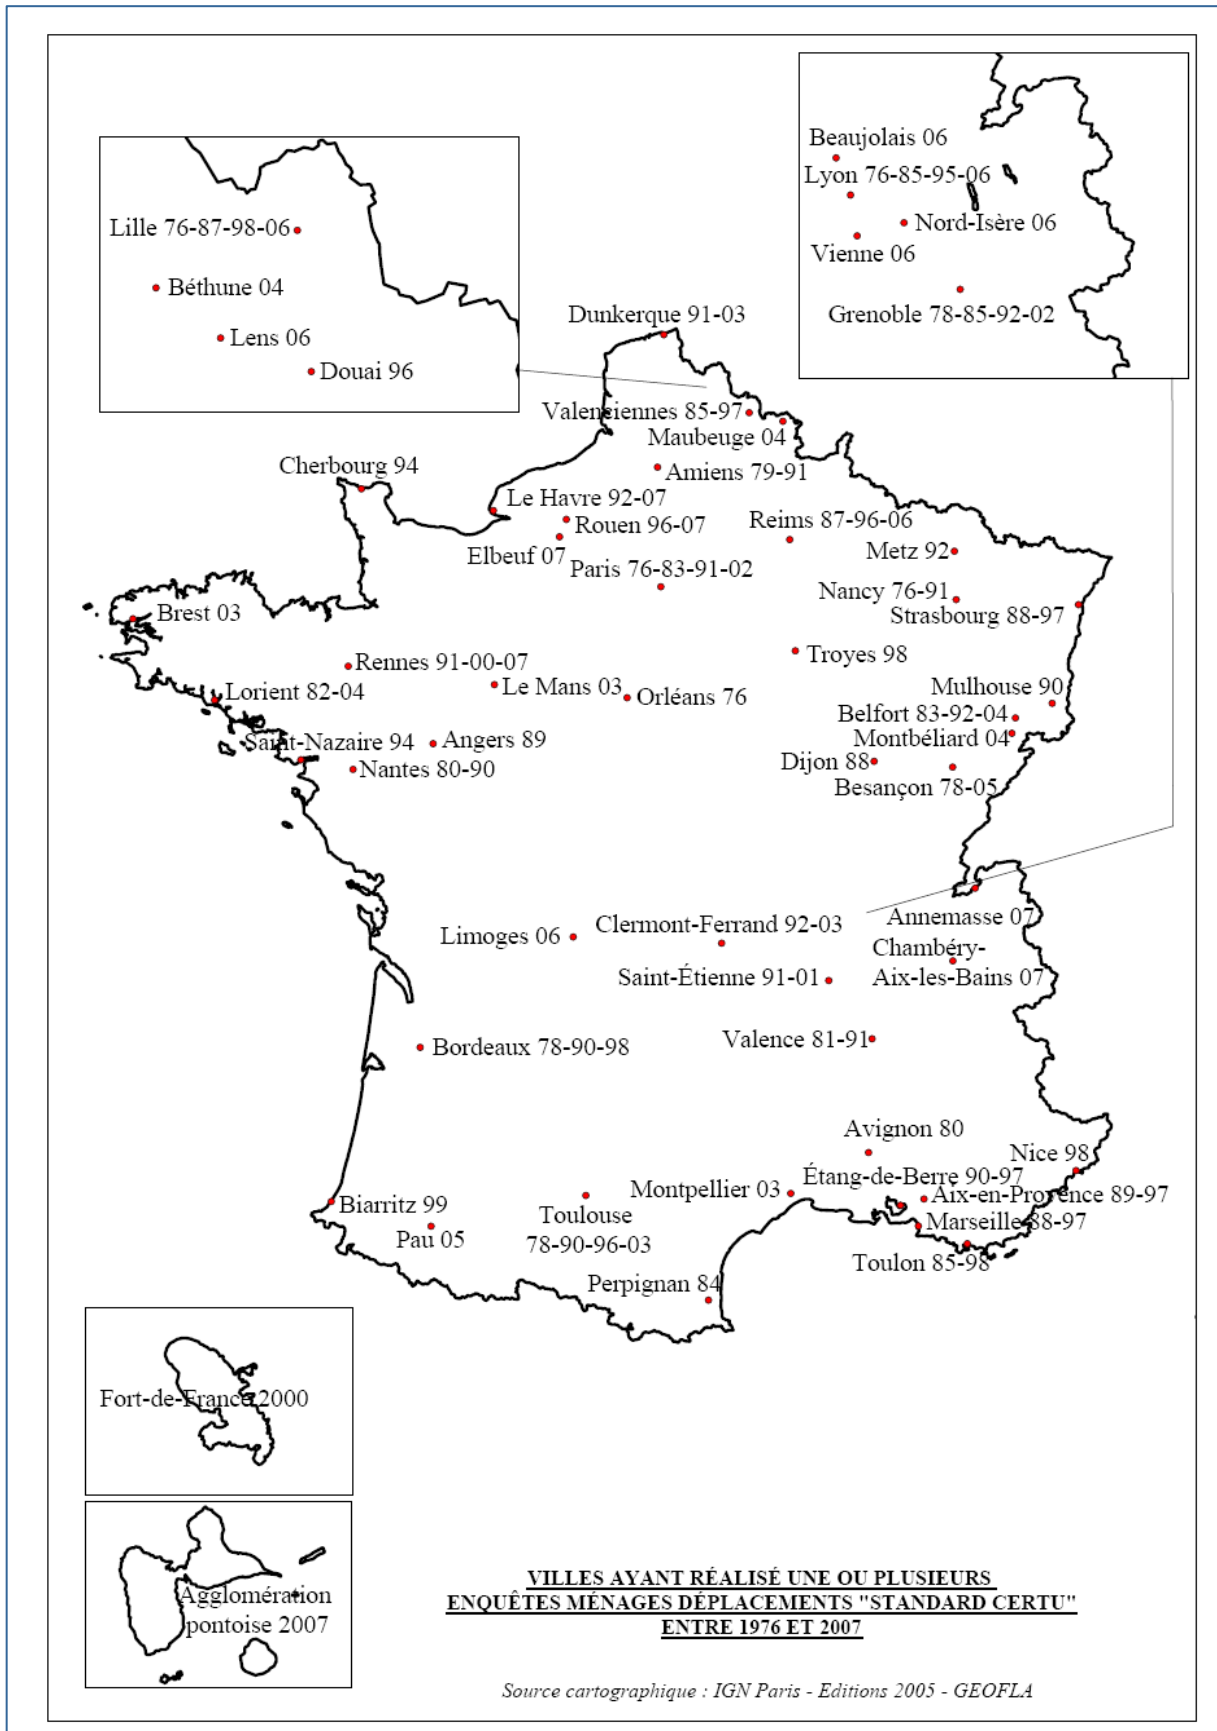 Beaujolais 06
Lyon 76-85-95-06
Nord-Isère 06
Vienne 06
Grenoble 78-85-92-02
Lille 76-87-98-06
Béthune 04
Lens 06
Douai 96
Dunkerque 91-03
Valenciennes 85-97
Maubeuge 04
Cherbourg 94
Amiens 79-91
Le Havre 92-07
Rouen 96-07
Reims 87-96-06
Elbeuf 07
Metz 92
Paris 76-83-91-02
Nancy 76-91
Brest 03
Strasbourg 88-97
Rennes 91-00-07
Troyes 98
Le Mans 03
Lorient 82-04
Orléans 76
Mulhouse 90
Belfort 83-92-04
Saint-Nazaire 94
Angers 89
Montbéliard 04
Nantes 80-90
Dijon 88
Besançon 78-05
Annemasse 07
Clermont-Ferrand 92-03
Limoges 06
Chambéry-
Aix-les-Bains 07
Saint-Étienne 91-01
Valence 81-91
Bordeaux 78-90-98
Avignon 80
Nice 98
Étang-de-Berre 90-97
Montpellier 03
Aix-en-Provence 89-97
Biarritz 99
Toulouse
78-90-96-03
Marseille 88-97
Pau 05
Toulon 85-98
Perpignan 84
Fort-de-France 2000
Agglomération
pontoise 2007
VILLES AYANT RÉALISÉ UNE OU PLUSIEURS
ENQUÊTES MÉNAGES DÉPLACEMENTS "STANDARD CERTU"
ENTRE 1976 ET 2007
Source cartographique : IGN Paris - Editions 2005 - GEOFLA